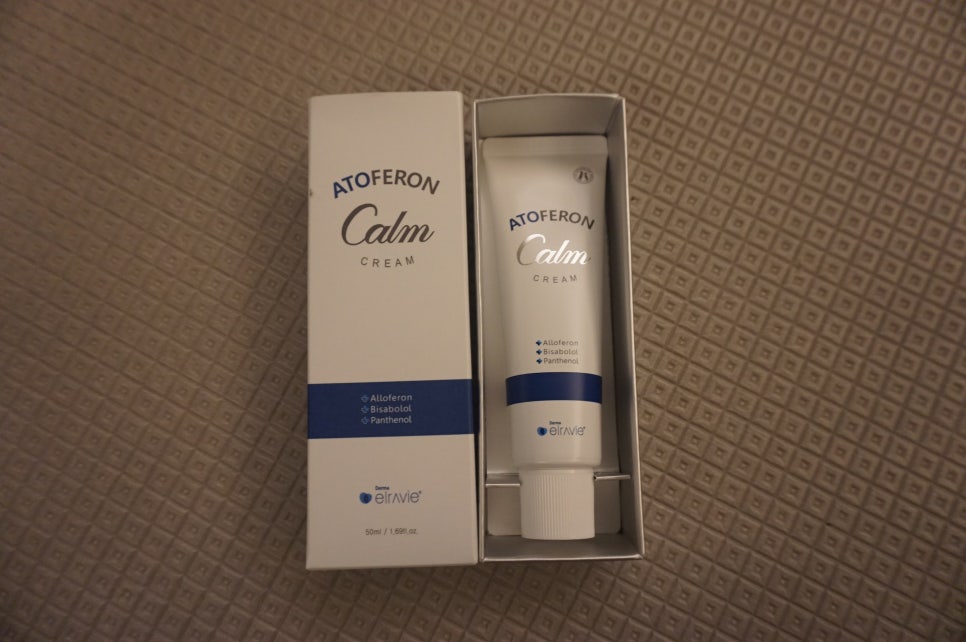 ATOFERON
Calm
CREAM
Alloferon
Bisabolol
Panthenol
Derma
elravie®
50ml / 1.69fl.oz.
ATOFERON
Calm
CREAM
Alloferon
Bisabolol
Panthenol
Derma
elravie®